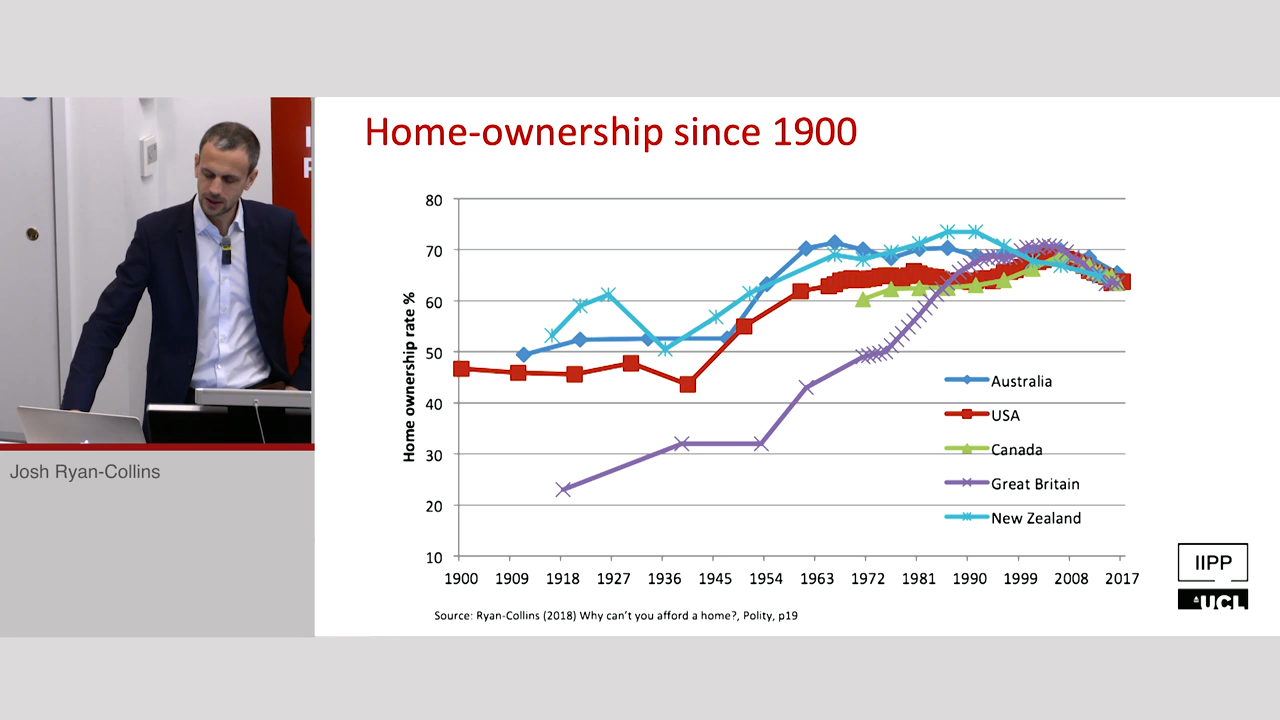 Home-ownership since 1900
80
70
60
50
40
30
20
10
Home ownership rate %
1900 1909 1918 1927 1936 1945 1954 1963 1972 1981 1990 1999 2008 2017
Australia
USA
Canada
Great Britain
New Zealand
Source: Ryan-Collins (2018) Why can't you afford a home?, Polity, p19
Josh Ryan-Collins
IIPP
UCL